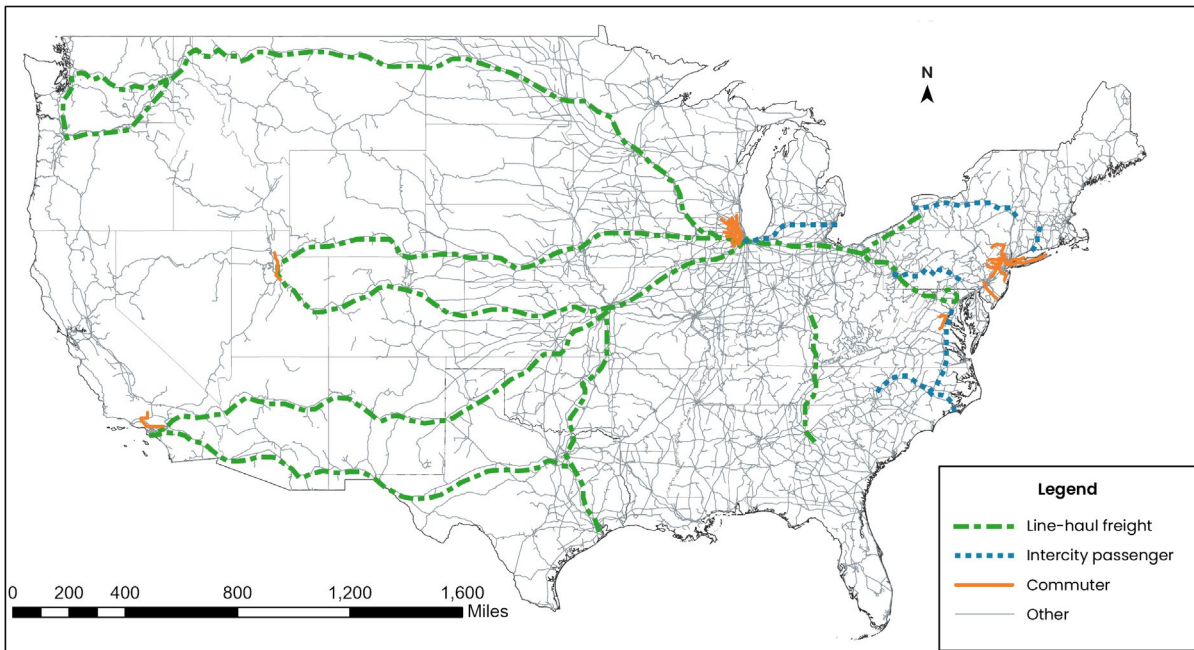 N
Legend
Line-haul freight
Intercity passenger
Commuter
Other
0 200 400 800 1,200 1,600
Miles